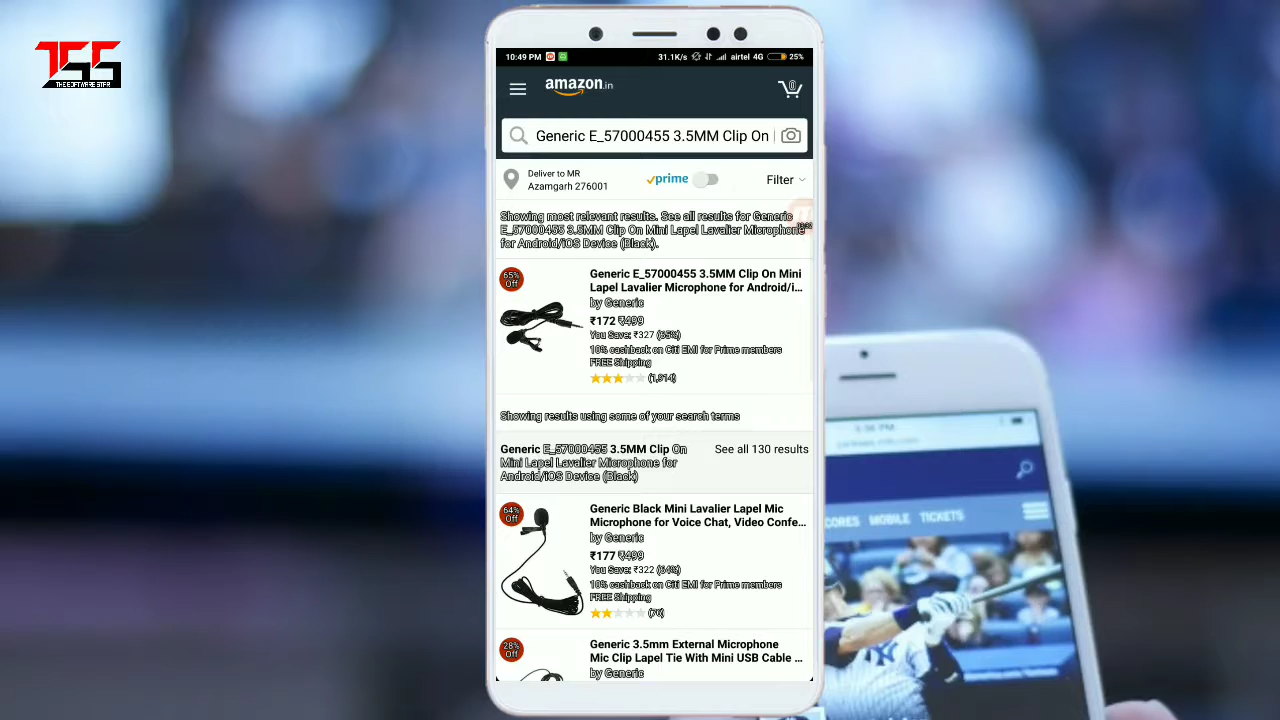 TSS
THE SOFTWARE STAR
10:49 PM
31.1K/s
airtel 4G
25%
amazon.in
0
Generic E_57000455 3.5MM Clip On
Deliver to MR
Azamgarh 276001
prime
Filter
Showing most relevant results. See all results for Generic
E_57000455 3.5MM Clip On Mini Lapel Lavalier Microphone
for Android/iOS Device (Black).
65%
Off
Generic E_57000455 3.5MM Clip On Mini
Lapel Lavalier Microphone for Android/i...
by Generic
₹172 ₹499
You Save: ₹327 (65%)
10% cashback on Citi EMI for Prime members
FREE Shipping
(1,914)
Showing results using some of your search terms
Generic E_57000455 3.5MM Clip On
Mini Lapel Lavalier Microphone for
Android/iOS Device (Black)
See all 130 results
64%
Off
Generic Black Mini Lavalier Lapel Mic
Microphone for Voice Chat, Video Confe...
by Generic
₹177 ₹499
You Save: ₹322 (64%)
10% cashback on Citi EMI for Prime members
FREE Shipping
(76)
28%
Off
Generic 3.5mm External Microphone
Mic Clip Lapel Tie With Mini USB Cable ...
by Generic
CORES MOBILE TICKETS